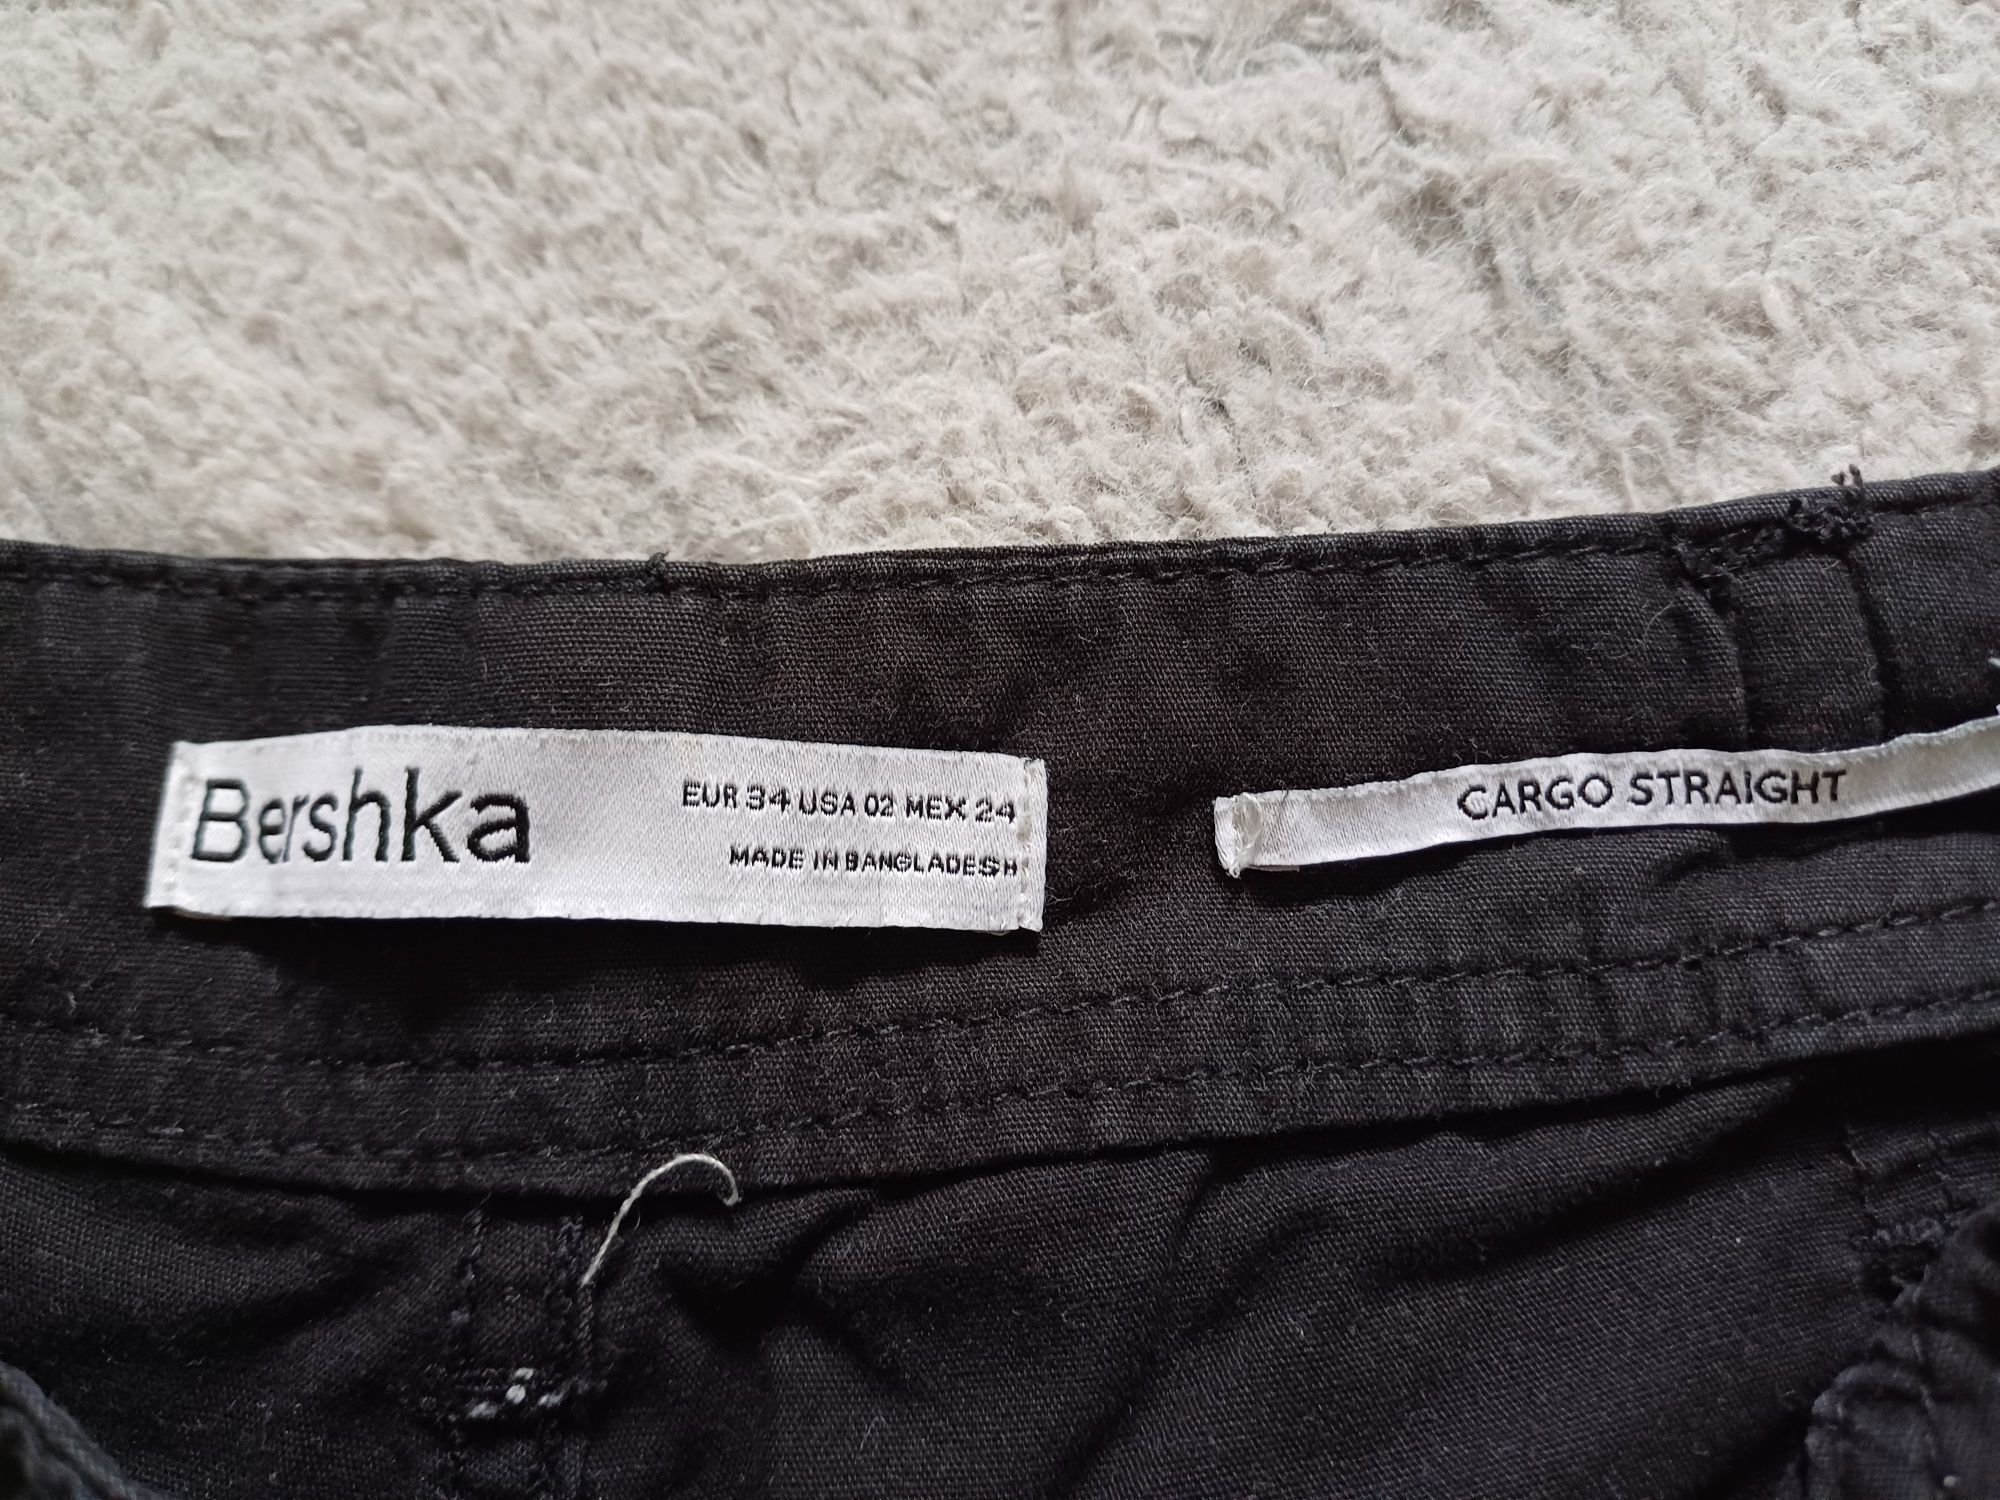 Bershka
EUR 34 USA 02 MEX 24
MADE IN BANGLADESH
CARGO STRAIGHT